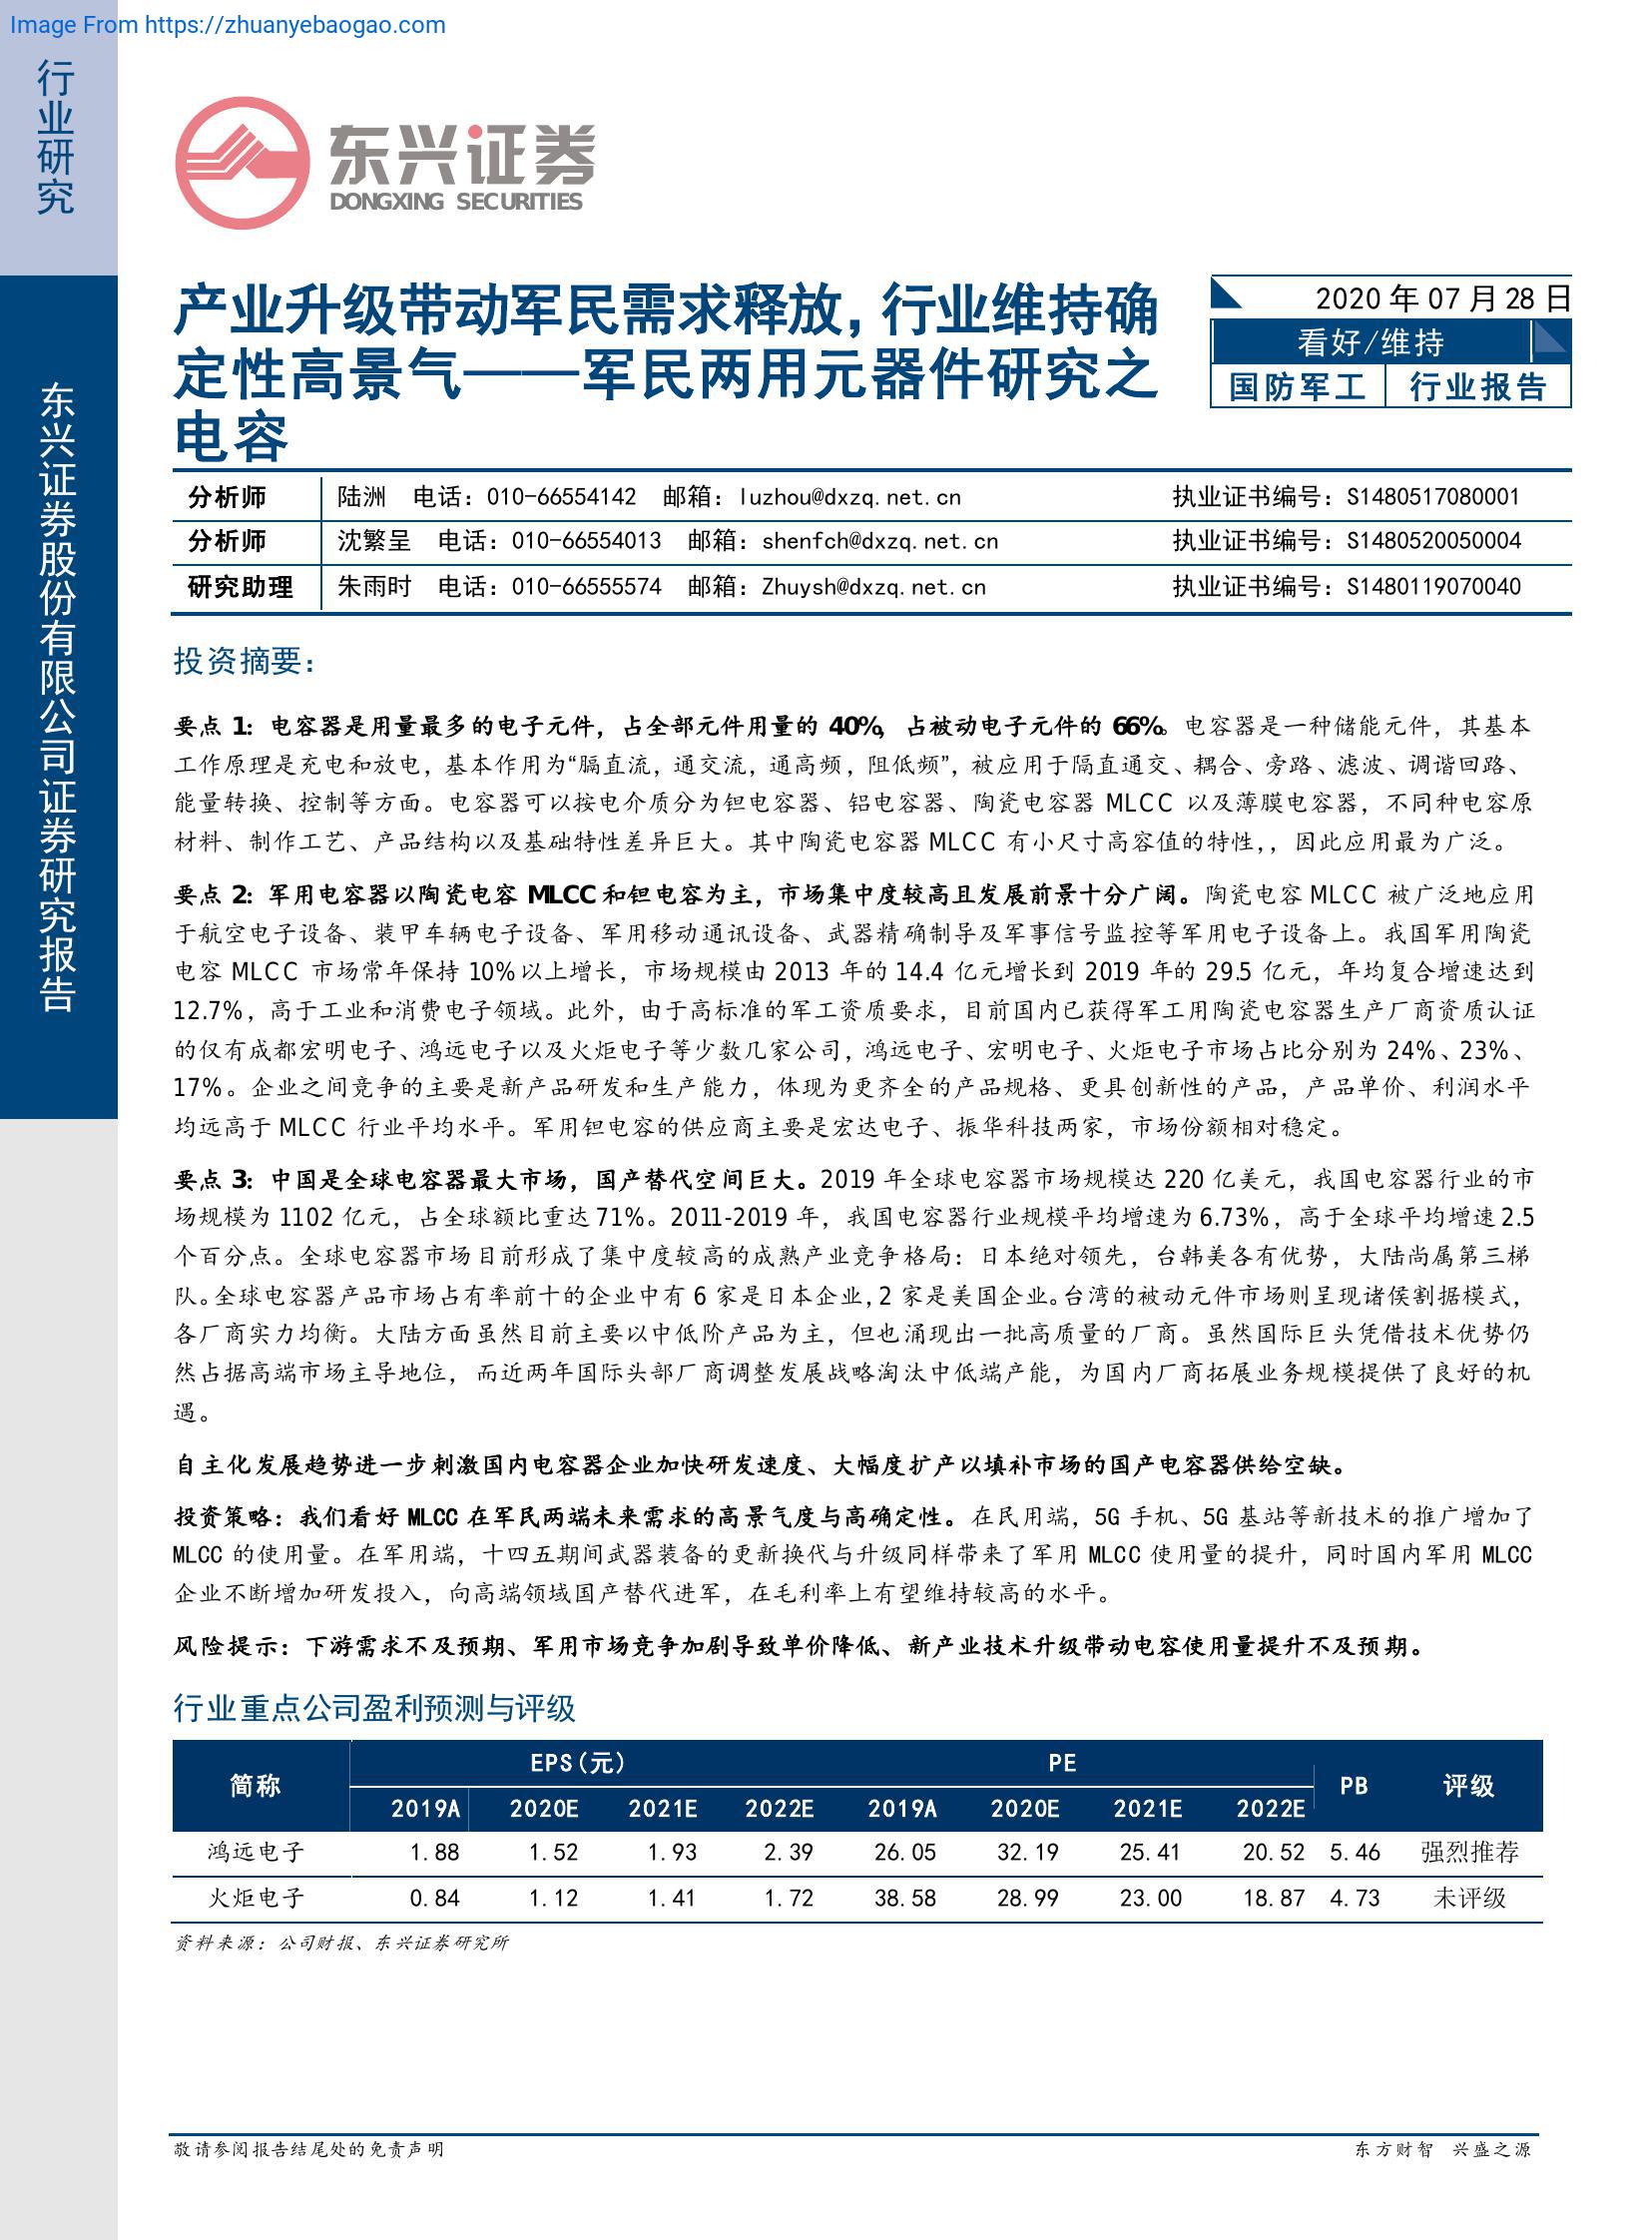 Image From https://zhuanyebaogao.com
行业研究
东兴证券股份有限公司证券研究报告
东兴证券
DONGXING SECURITIES
产业升级带动军民需求释放，行业维持确
定性高景气——军民两用元器件研究之
电容
2020 年 07 月 28 日
看好/维持
国防军工 行业报告
分析师 陆洲 电话：010-66554142 邮箱：luzhou@dxzq.net.cn 执业证书编号：S1480517080001
分析师 沈繁呈 电话：010-66554013 邮箱：shenfch@dxzq.net.cn 执业证书编号：S1480520050004
研究助理 朱雨时 电话：010-66555574 邮箱：Zhuysh@dxzq.net.cn 执业证书编号：S1480119070040
投资摘要：
要点 1：电容器是用量最多的电子元件，占全部元件用量的 40%，占被动电子元件的 66%。电容器是一种储能元件，其基本
工作原理是充电和放电，基本作用为“膈直流，通交流，通高频，阻低频”，被应用于隔直通交、耦合、旁路、滤波、调谐回路、
能量转换、控制等方面。电容器可以按电介质分为钽电容器、铝电容器、陶瓷电容器 MLCC 以及薄膜电容器，不同种电容原
材料、制作工艺、产品结构以及基础特性差异巨大。其中陶瓷电容器 MLCC 有小尺寸高容值的特性，，因此应用最为广泛。
要点 2：军用电容器以陶瓷电容 MLCC 和钽电容为主，市场集中度较高且发展前景十分广阔。陶瓷电容 MLCC 被广泛地应用
于航空电子设备、装甲车辆电子设备、军用移动通讯设备、武器精确制导及军事信号监控等军用电子设备上。我国军用陶瓷
电容 MLCC 市场常年保持 10%以上增长，市场规模由 2013 年的 14.4 亿元增长到 2019 年的 29.5 亿元，年均复合增速达到
12.7%，高于工业和消费电子领域。此外，由于高标准的军工资质要求，目前国内已获得军工用陶瓷电容器生产厂商资质认证
的仅有成都宏明电子、鸿远电子以及火炬电子等少数几家公司，鸿远电子、宏明电子、火炬电子市场占比分别为 24%、23%、
17%。企业之间竞争的主要是新产品研发和生产能力，体现为更齐全的产品规格、更具创新性的产品，产品单价、利润水平
均远高于 MLCC 行业平均水平。军用钽电容的供应商主要是宏达电子、振华科技两家，市场份额相对稳定。
要点 3：中国是全球电容器最大市场，国产替代空间巨大。2019 年全球电容器市场规模达 220 亿美元，我国电容器行业的市
场规模为 1102 亿元，占全球额比重达 71%。2011-2019 年，我国电容器行业规模平均增速为 6.73%，高于全球平均增速 2.5
个百分点。全球电容器市场目前形成了集中度较高的成熟产业竞争格局：日本绝对领先，台韩美各有优势，大陆尚属第三梯
队。全球电容器产品市场占有率前十的企业中有 6 家是日本企业，2 家是美国企业。台湾的被动元件市场则呈现诸侯割据模式，
各厂商实力均衡。大陆方面虽然目前主要以中低阶产品为主，但也涌现出一批高质量的厂商。虽然国际巨头凭借技术优势仍
然占据高端市场主导地位，而近两年国际头部厂商调整发展战略淘汰中低端产能，为国内厂商拓展业务规模提供了良好的机
遇。
自主化发展趋势进一步刺激国内电容器企业加快研发速度、大幅度扩产以填补市场的国产电容器供给空缺。
投资策略：我们看好 MLCC 在军民两端未来需求的高景气度与高确定性。在民用端，5G 手机、5G 基站等新技术的推广增加了
MLCC 的使用量。在军用端，十四五期间武器装备的更新换代与升级同样带来了军用 MLCC 使用量的提升，同时国内军用 MLCC
企业不断增加研发投入，向高端领域国产替代进军，在毛利率上有望维持较高的水平。
风险提示：下游需求不及预期、军用市场竞争加剧导致单价降低、新产业技术升级带动电容使用量提升不及预期。
行业重点公司盈利预测与评级
简称 EPS(元) PE PB 评级
2019A 2020E 2021E 2022E 2019A 2020E 2021E 2022E
鸿远电子 1.88 1.52 1.93 2.39 26.05 32.19 25.41 20.52 5.46 强烈推荐
火炬电子 0.84 1.12 1.41 1.72 38.58 28.99 23.00 18.87 4.73 未评级
资料来源：公司财报、东兴证券研究所
敬请参阅报告结尾处的免责声明 东方财智 兴盛之源